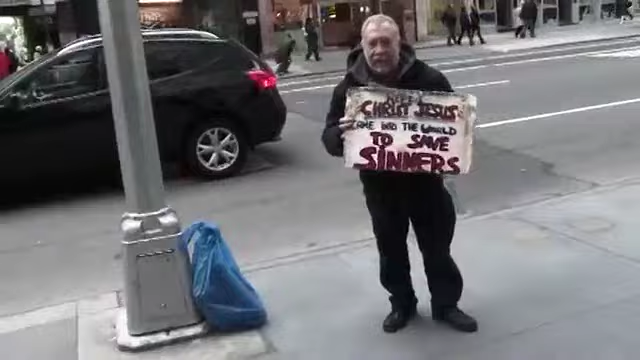 CHRIST JESUS
CAME INTO THE WORLD
TO SAVE
SINNERS